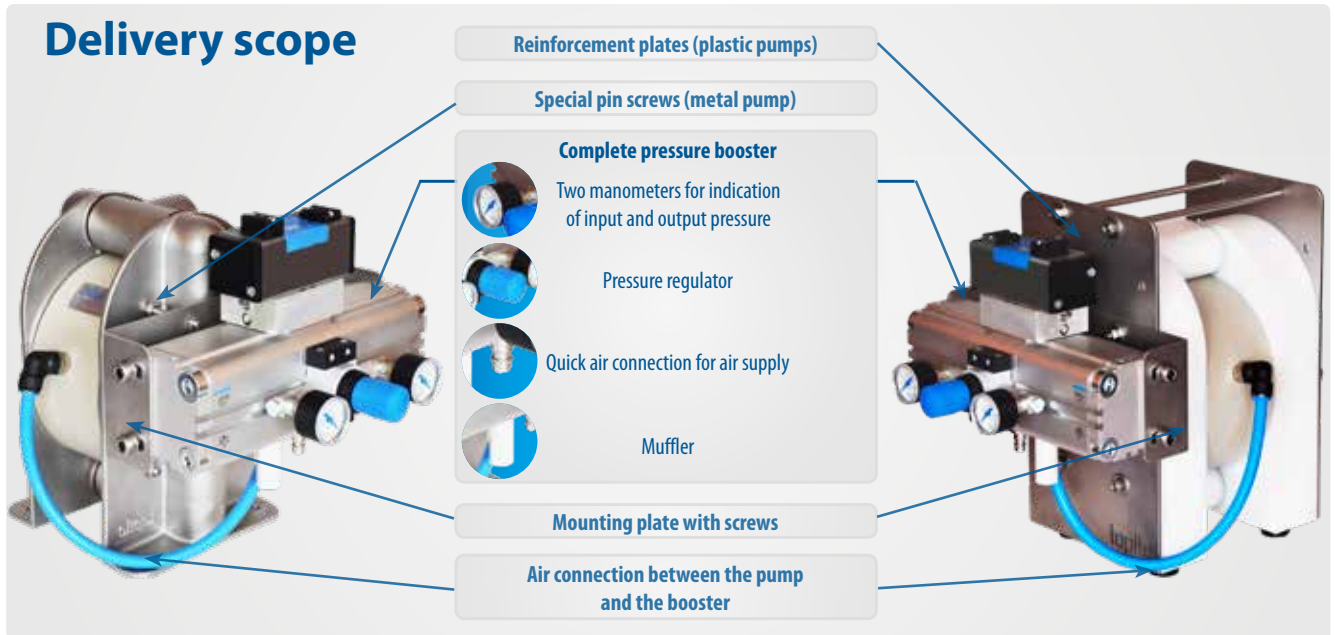 Delivery scope
Reinforcement plates (plastic pumps)
Special pin screws (metal pump)
Complete pressure booster
Two manometers for indication
of input and output pressure
Pressure regulator
Quick air connection for air supply
Muffler
Mounting plate with screws
Air connection between the pump
and the booster